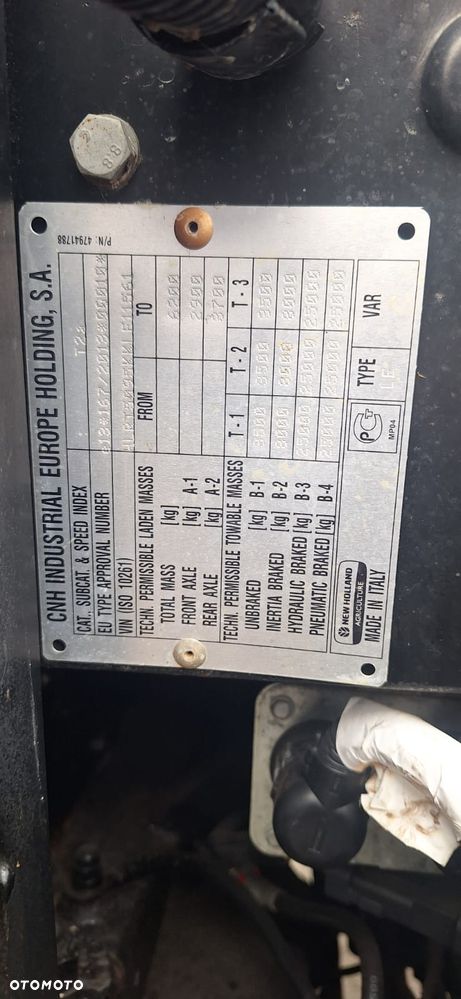 CNH INDUSTRIAL EUROPE HOLDING, S.A. P/N: 47941788
CAT. SUBCAT & SPEED INDEX T2a
EU TYPE APPROVAL NUMBER
VIN (ISO 10261)
TECHN. PERMISSIBLE LADEN MASSES FROM TO
TOTAL MASS [kg] 6200
FRONT AXLE [kg] A-1 2900
REAR AXLE [kg] A-2 3700
TECHN. PERMISSIBLE TOWABLE MASSES T-1 T-2 T-3
UNBRAKED [kg] B-1 3500 3500 3500
INERTIA BRAKED [kg] B-2 8000 8000 8000
HYDRAULIC BRAKED [kg] B-3 25000 25000 25000
PNEUMATIC BRAKED [kg] B-4 25000 25000 25000
NEW HOLLAND
AGRICULTURE
MADE IN ITALY
PCT
MP04
TYPE VAR
88
OTOMOTO